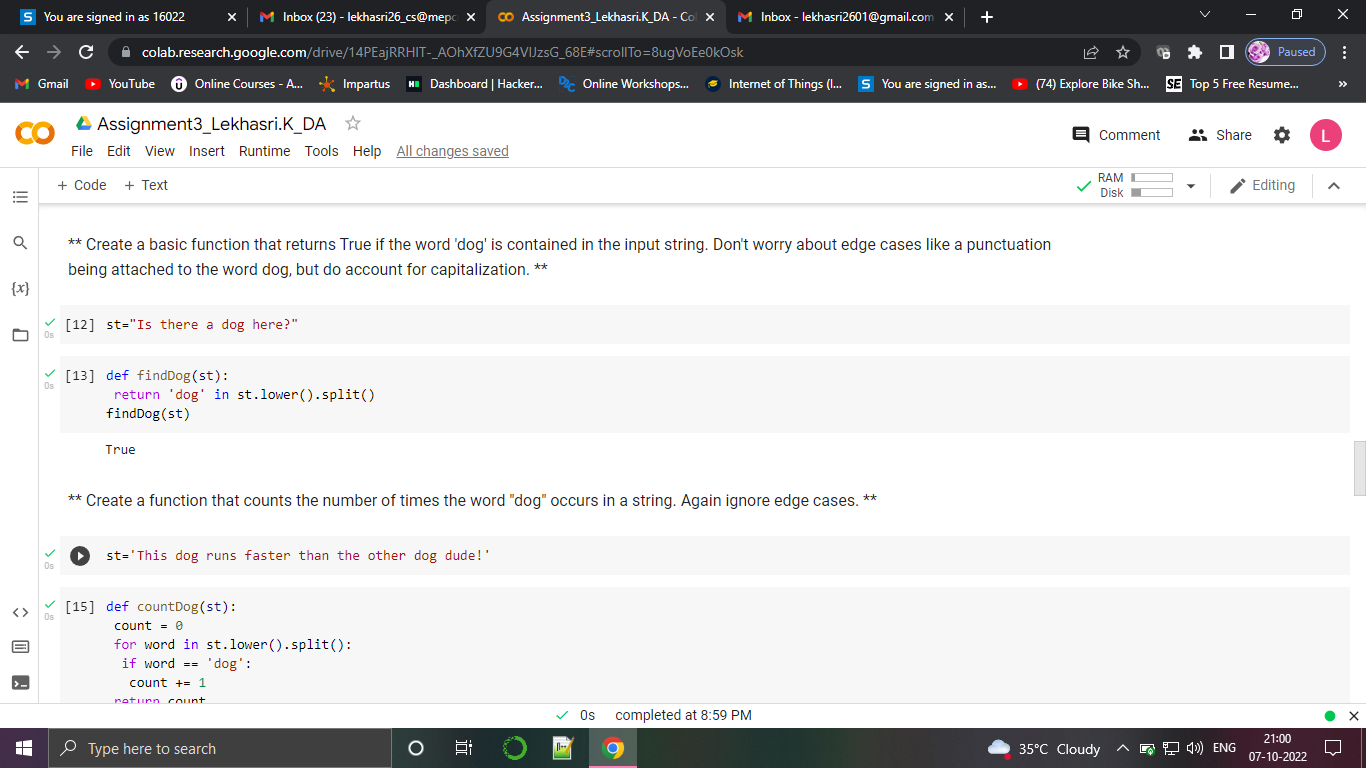 You are signed in as 16022
Inbox (23) - lekhasri26_cs@mepc
Assignment3_Lekhasri.K_DA - Co
Inbox - lekhasri2601@gmail.com
colab.research.google.com/drive/14PEajRRHIT-_AOhXfZU9G4VIJzsG_68E#scrollTo=8ugVoEe0kOsk
Paused
Gmail
YouTube
Online Courses - A...
Impartus
Dashboard | Hacker...
Online Workshops...
Internet of Things (I...
You are signed in as...
(74) Explore Bike Sh...
Top 5 Free Resume...
»
Assignment3_Lekhasri.K_DA
File Edit View Insert Runtime Tools Help All changes saved
Comment
Share
L
+ Code + Text
RAM
Disk
Editing
** Create a basic function that returns True if the word 'dog' is contained in the input string. Don't worry about edge cases like a punctuation
being attached to the word dog, but do account for capitalization. **
0s
[12] st="Is there a dog here?"
0s
[13] def findDog(st):
return 'dog' in st.lower().split()
findDog(st)
True
** Create a function that counts the number of times the word "dog" occurs in a string. Again ignore edge cases. **
0s
st='This dog runs faster than the other dog dude!'
0s
[15] def countDog(st):
count = 0
for word in st.lower().split():
if word == 'dog':
count += 1
return count
0s completed at 8:59 PM
Type here to search
35°C Cloudy
ENG
21:00
07-10-2022